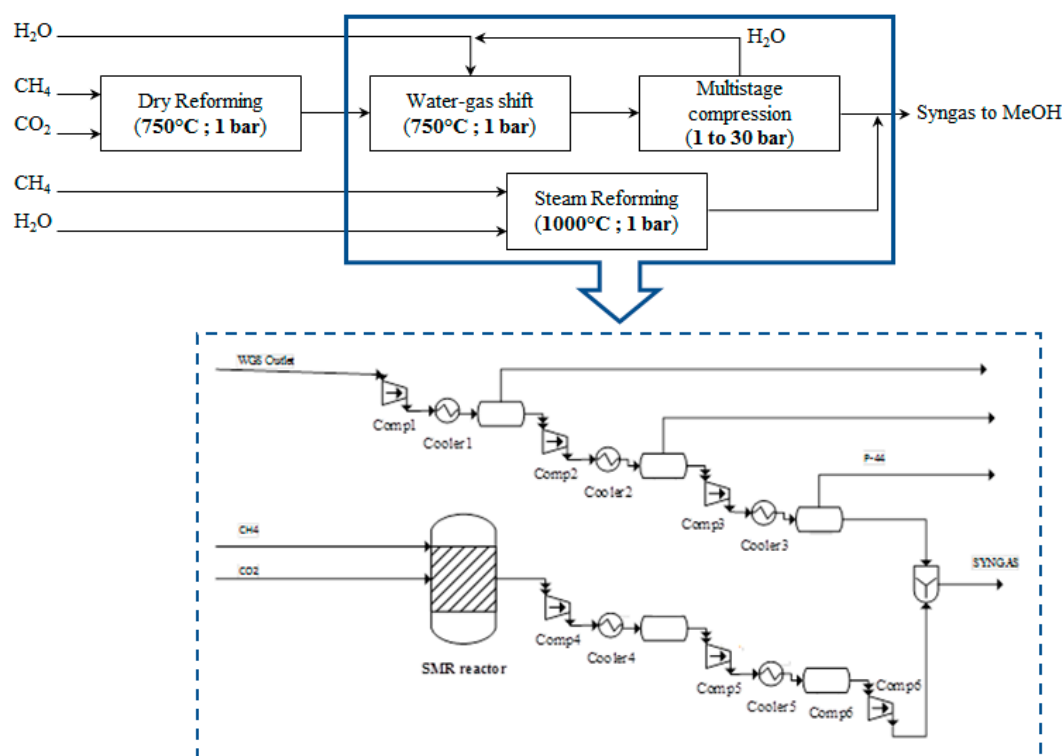 H₂O
H₂O
CH₄
CO₂
Dry Reforming
(750°C ; 1 bar)
Water-gas shift
(750°C ; 1 bar)
Multistage
compression
(1 to 30 bar)
Syngas to MeOH
CH₄
H₂O
Steam Reforming
(1000°C ; 1 bar)
WGS Outlet
Comp1
Cooler1
Comp2
Cooler2
P-44
Comp3
Cooler3
CH4
CO2
SYNGAS
SMR reactor
Comp4
Cooler4
Comp5
Cooler5
Comp6
Comp6